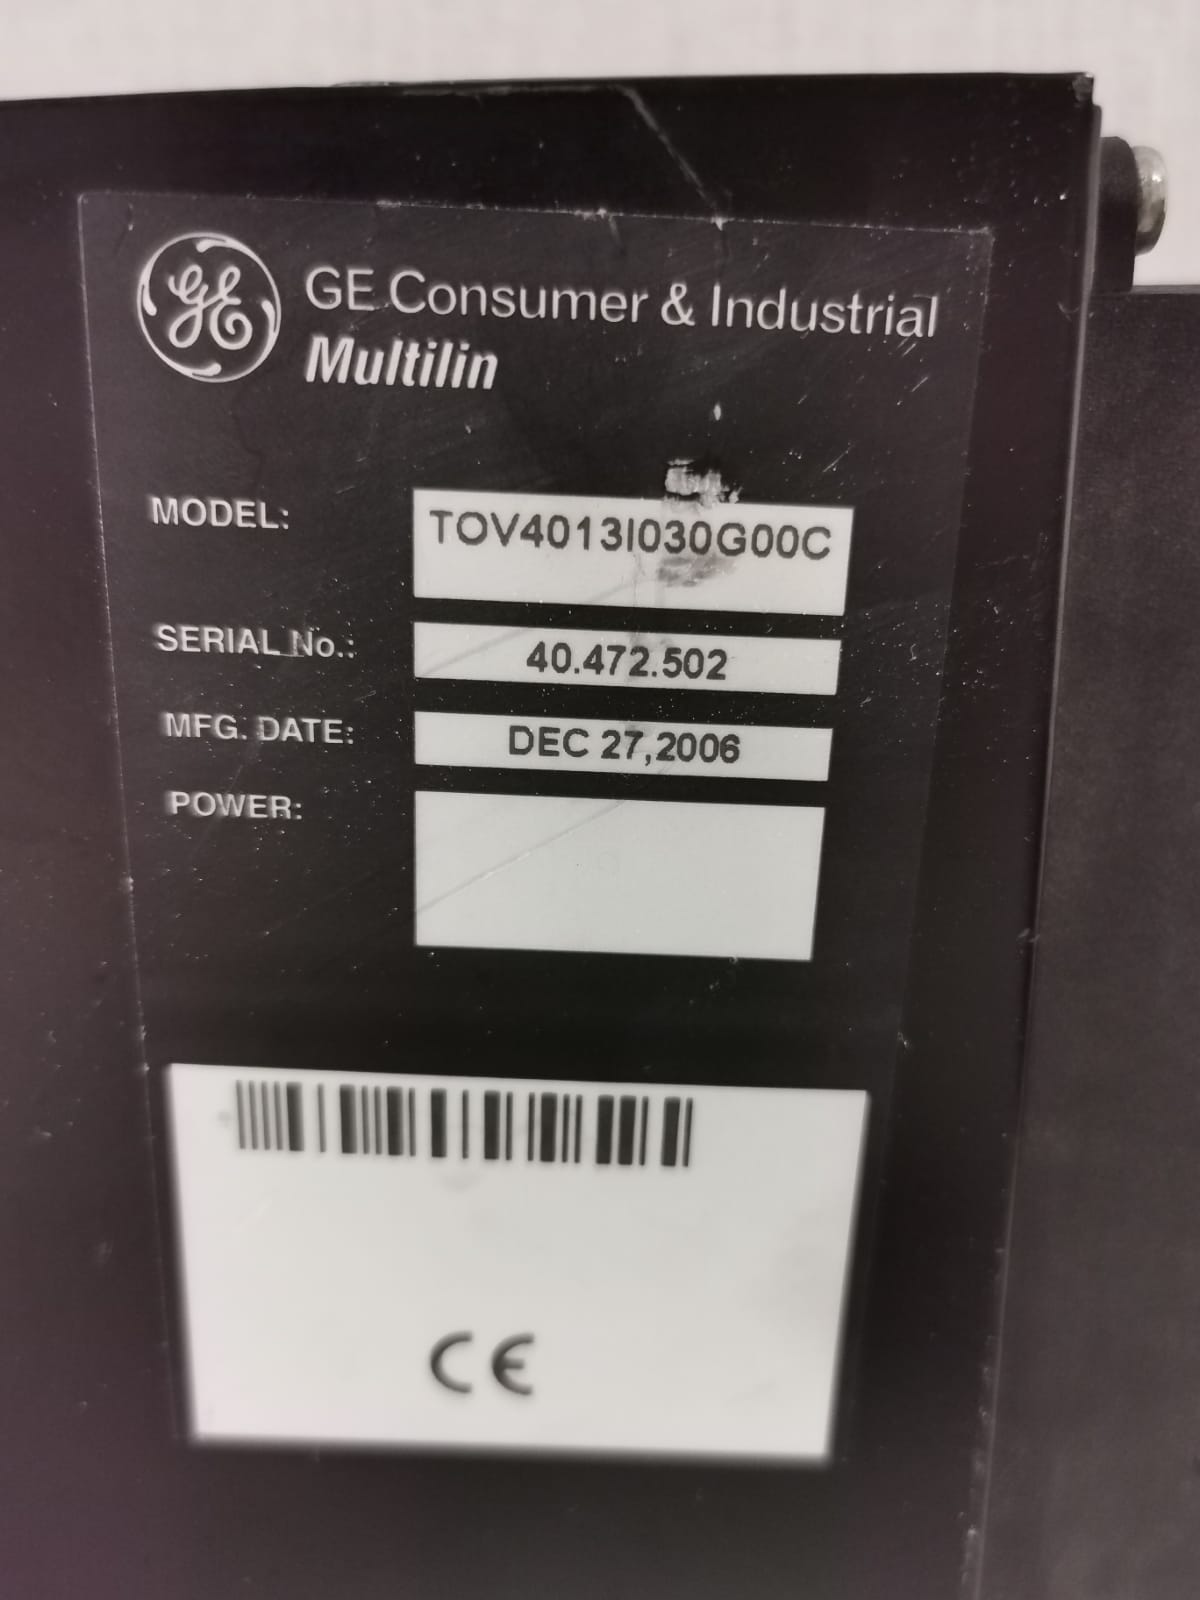 GE
GE Consumer & Industrial
Multilin
MODEL: TOV4013I030G00C
SERIAL No.: 40.472.502
MFG. DATE: DEC 27,2006
POWER:
CE